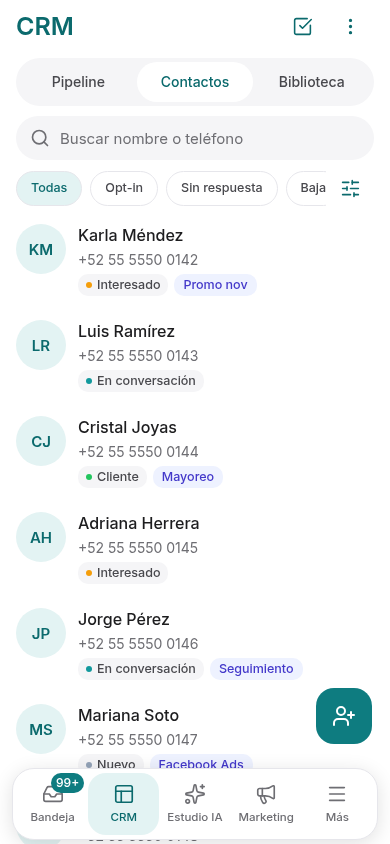 CRM
Pipeline Contactos Biblioteca
Buscar nombre o teléfono
Todas Opt-in Sin respuesta Baja
KM Karla Méndez
+52 55 5550 0142
Interesado Promo nov
LR Luis Ramírez
+52 55 5550 0143
En conversación
CJ Cristal Joyas
+52 55 5550 0144
Cliente Mayoreo
AH Adriana Herrera
+52 55 5550 0145
Interesado
JP Jorge Pérez
+52 55 5550 0146
En conversación Seguimiento
MS Mariana Soto
+52 55 5550 0147
Nuevo Facebook Ads
99+
Bandeja CRM Estudio IA Marketing Más